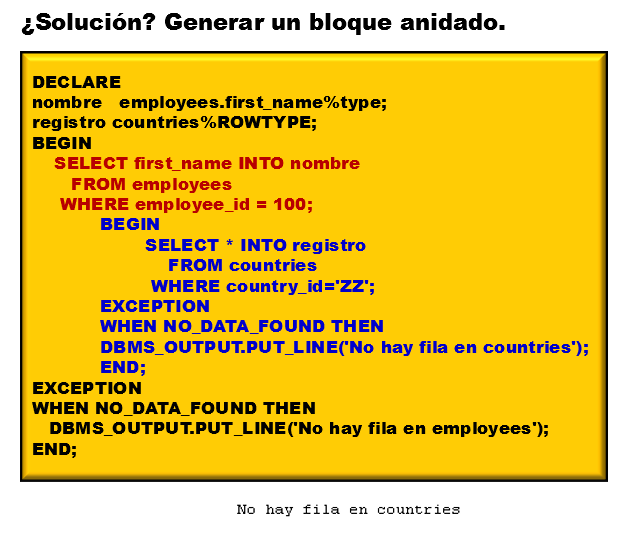 ¿Solución? Generar un bloque anidado.
DECLARE
nombre employees.first_name%type;
registro countries%ROWTYPE;
BEGIN
SELECT first_name INTO nombre
FROM employees
WHERE employee_id = 100;
BEGIN
SELECT * INTO registro
FROM countries
WHERE country_id='ZZ';
EXCEPTION
WHEN NO_DATA_FOUND THEN
DBMS_OUTPUT.PUT_LINE('No hay fila en countries');
END;
EXCEPTION
WHEN NO_DATA_FOUND THEN
DBMS_OUTPUT.PUT_LINE('No hay fila en employees');
END;
No hay fila en countries